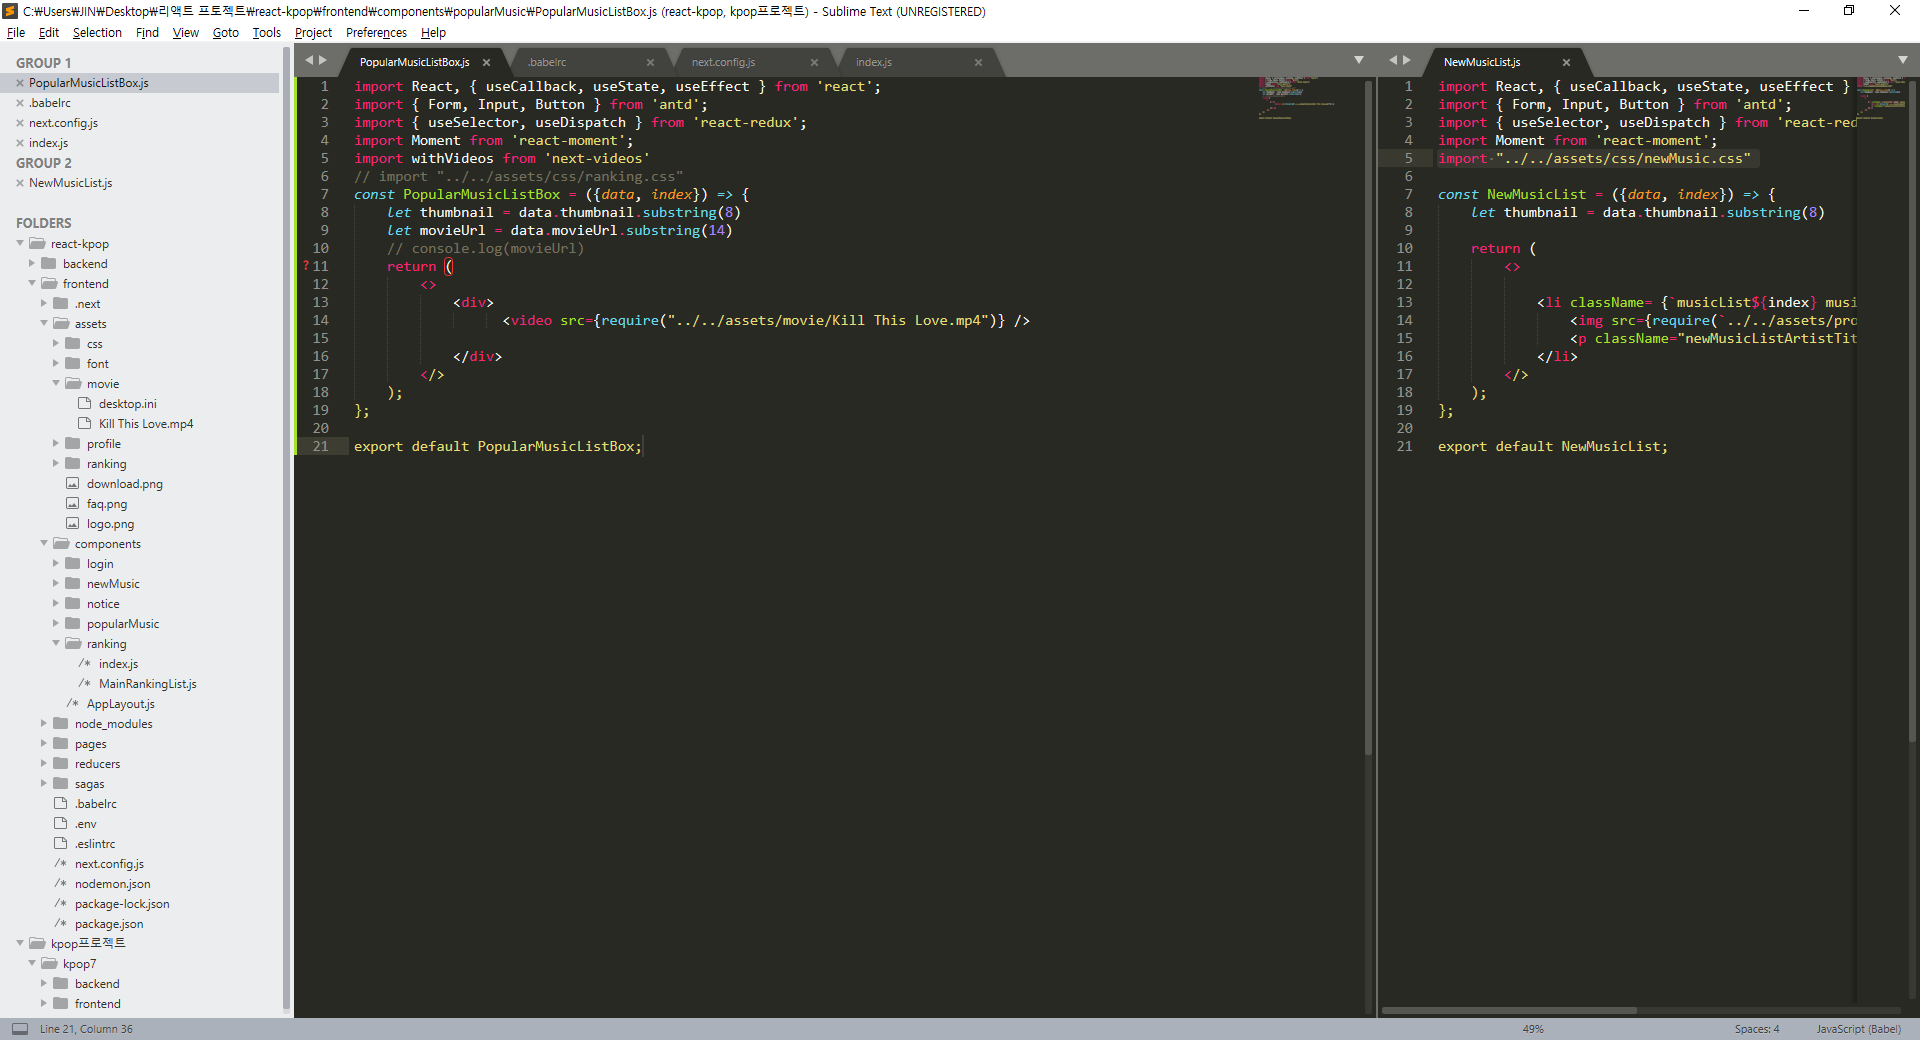 C:₩Users₩JIN₩Desktop₩리액트 프로젝트₩react-kpop₩frontend₩components₩popularMusic₩PopularMusicListBox.js (react-kpop, kpop프로젝트) - Sublime Text (UNREGISTERED)
File Edit Selection Find View Goto Tools Project Preferences Help
GROUP 1
PopularMusicListBox.js
.babelrc
next.config.js
index.js
GROUP 2
NewMusicList.js
FOLDERS
react-kpop
backend
frontend
.next
assets
css
font
movie
desktop.ini
Kill This Love.mp4
profile
ranking
download.png
faq.png
logo.png
components
login
newMusic
notice
popularMusic
ranking
/* index.js
/* MainRankingList.js
/* AppLayout.js
node_modules
pages
reducers
sagas
.babelrc
.env
.eslintrc
/* next.config.js
/* nodemon.json
/* package-lock.json
/* package.json
kpop프로젝트
kpop7
backend
frontend
PopularMusicListBox.js .babelrc next.config.js index.js
1 import React, { useCallback, useState, useEffect } from 'react';
2 import { Form, Input, Button } from 'antd';
3 import { useSelector, useDispatch } from 'react-redux';
4 import Moment from 'react-moment';
5 import withVideos from 'next-videos'
6 // import "../../assets/css/ranking.css"
7 const PopularMusicListBox = ({data, index}) => {
8 let thumbnail = data.thumbnail.substring(8)
9 let movieUrl = data.movieUrl.substring(14)
10 // console.log(movieUrl)
? 11 return (
12 <>
13 <div>
14 <video src={require("../../assets/movie/Kill This Love.mp4")} />
15
16 </div>
17 </>
18 );
19 };
20
21 export default PopularMusicListBox;
NewMusicList.js
1 import React, { useCallback, useState, useEffect }
2 import { Form, Input, Button } from 'antd';
3 import { useSelector, useDispatch } from 'react-red
4 import Moment from 'react-moment';
5 import "../../assets/css/newMusic.css"
6
7 const NewMusicList = ({data, index}) => {
8 let thumbnail = data.thumbnail.substring(8)
9
10 return (
11 <>
12
13 <li className= {`musicList${index} musi
14 <img src={require(`../../assets/pro
15 <p className="newMusicListArtistTit
16 </li>
17 </>
18 );
19 };
20
21 export default NewMusicList;
Line 21, Column 36 49% Spaces: 4 JavaScript (Babel)